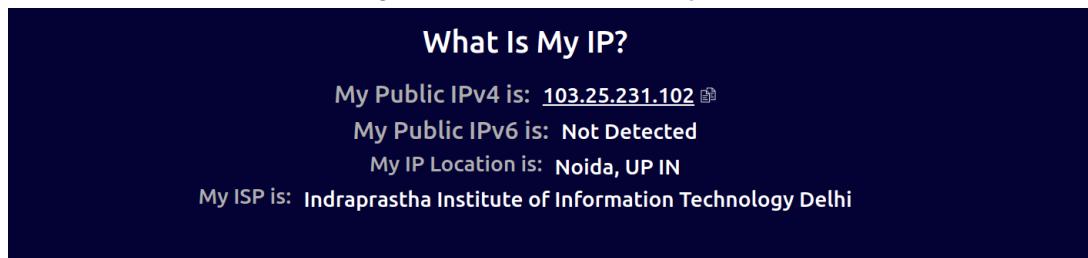 What Is My IP?
My Public IPv4 is: 103.25.231.102
My Public IPv6 is: Not Detected
My IP Location is: Noida, UP IN
My ISP is: Indraprastha Institute of Information Technology Delhi